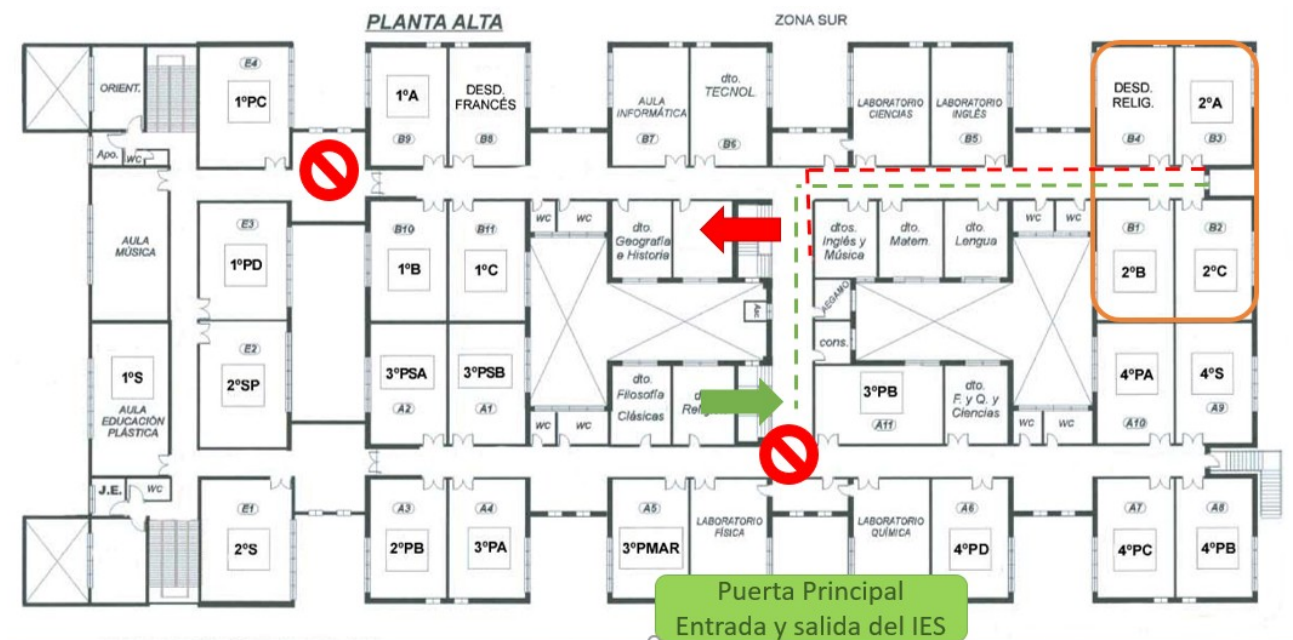 PLANTA ALTA
ZONA SUR
ORIENT.
E4
1ºPC
Apo.
WC
1ºA
B9
DESD.
FRANCÉS
B8
AULA
INFORMÁTICA
B7
dto.
TECNOL.
B6
LABORATORIO
CIENCIAS
LABORATORIO
INGLÉS
B5
DESD.
RELIG.
B4
2ºA
B3
AULA
MÚSICA
E3
1ºPD
B10
1ºB
B11
1ºC
WC
WC
dto.
Geografía
e Historia
dtos.
Inglés y
Música
dto.
Matem.
dto.
Lengua
WC
WC
B1
2ºB
B2
2ºC
AEGAMO
Asc.
cons.
1ºS
AULA
EDUCACIÓN
PLÁSTICA
E2
2ºSP
3ºPSA
A2
3ºPSB
A1
WC
WC
dto.
Filosofía
Clásicas
3ºPB
A11
dto.
F. y Q. y
Ciencias
WC
WC
4ºPA
A10
4ºS
A9
J.E.
WC
E1
2ºS
A3
2ºPB
A4
3ºPA
A5
3ºPMAR
LABORATORIO
FÍSICA
LABORATORIO
QUÍMICA
A6
4ºPD
A7
4ºPC
A8
4ºPB
Puerta Principal
Entrada y salida del IES